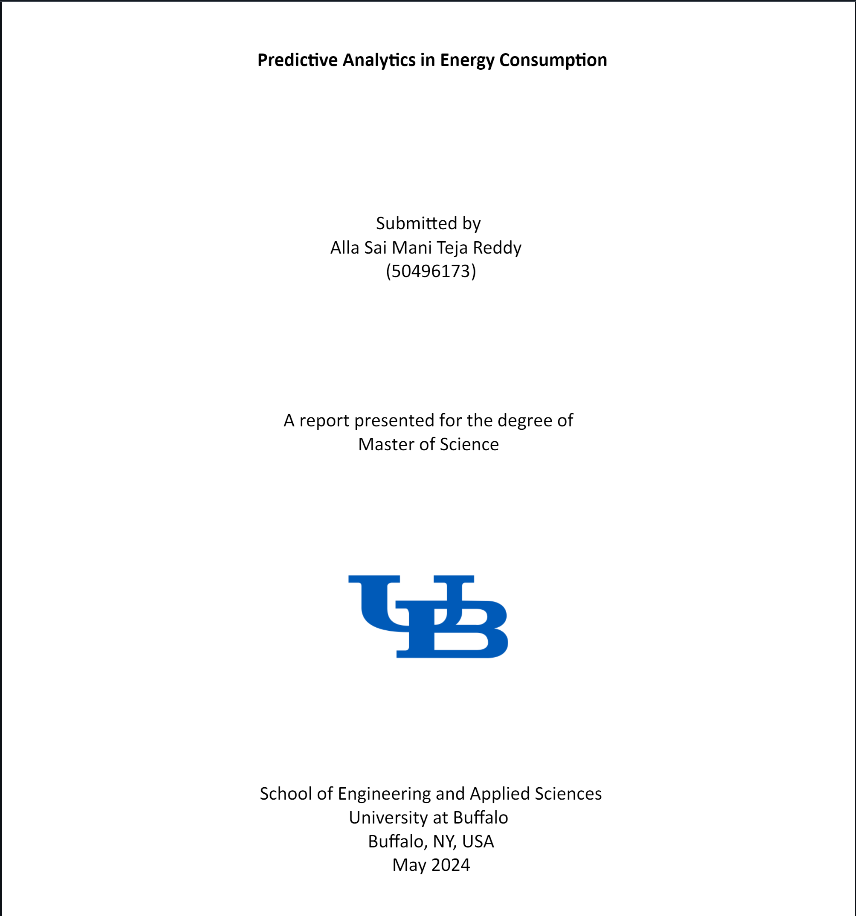 Predictive Analytics in Energy Consumption
Submitted by
Alla Sai Mani Teja Reddy
(50496173)
A report presented for the degree of
Master of Science
UB
School of Engineering and Applied Sciences
University at Buffalo
Buffalo, NY, USA
May 2024